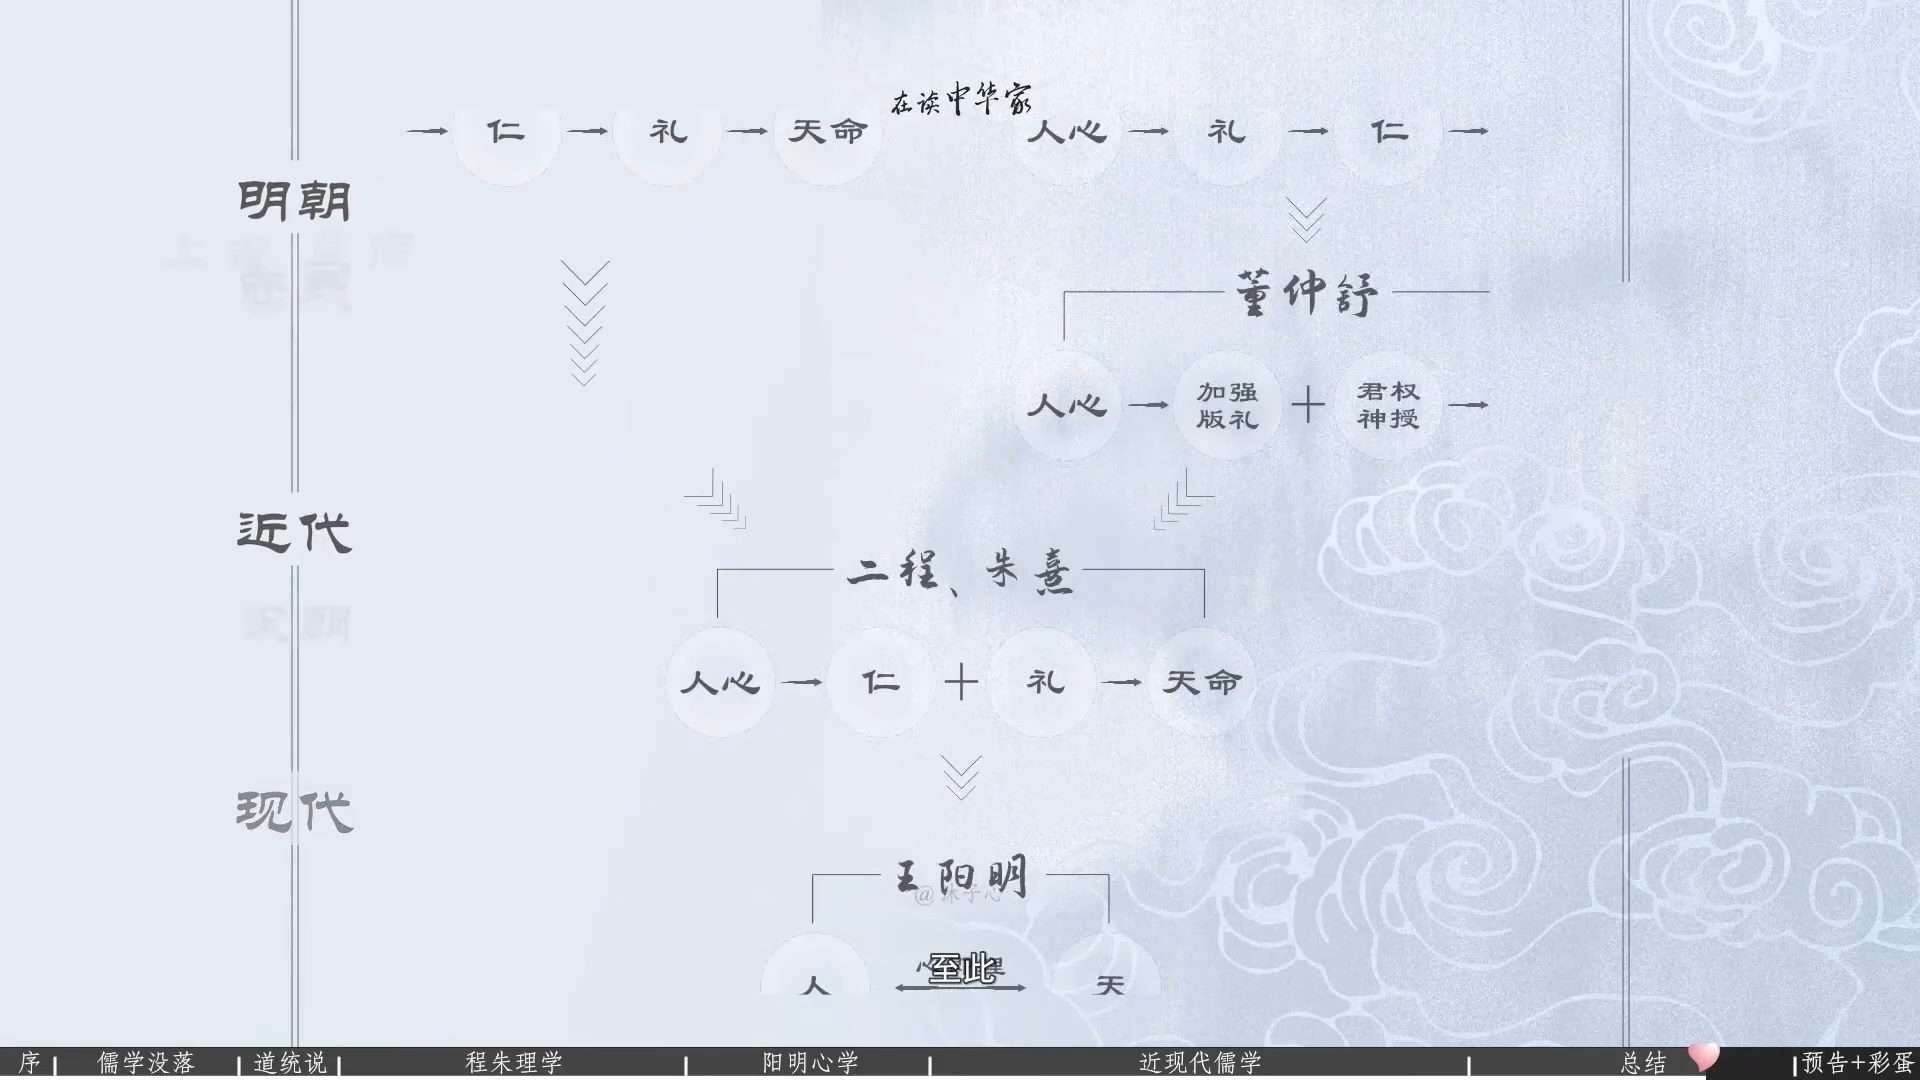 在读中华家
仁 礼 天命 人心 礼 仁
明朝
董仲舒
人心 加强版礼 + 君权神授
近代
二程、朱熹
人心 仁 + 礼 天命
现代
王阳明
人 天
至此
序 儒学没落 道统说 程朱理学 阳明心学 近现代儒学 总结 预告+彩蛋